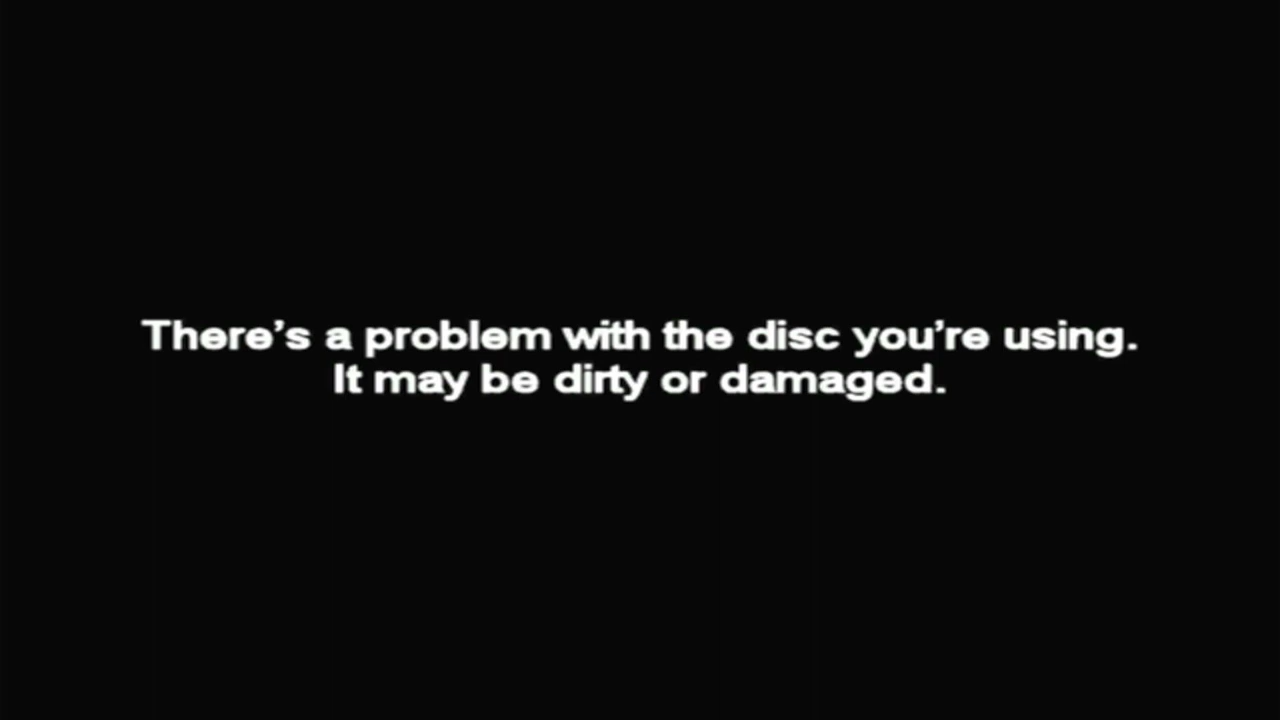 There’s a problem with the disc you’re using.
It may be dirty or damaged.